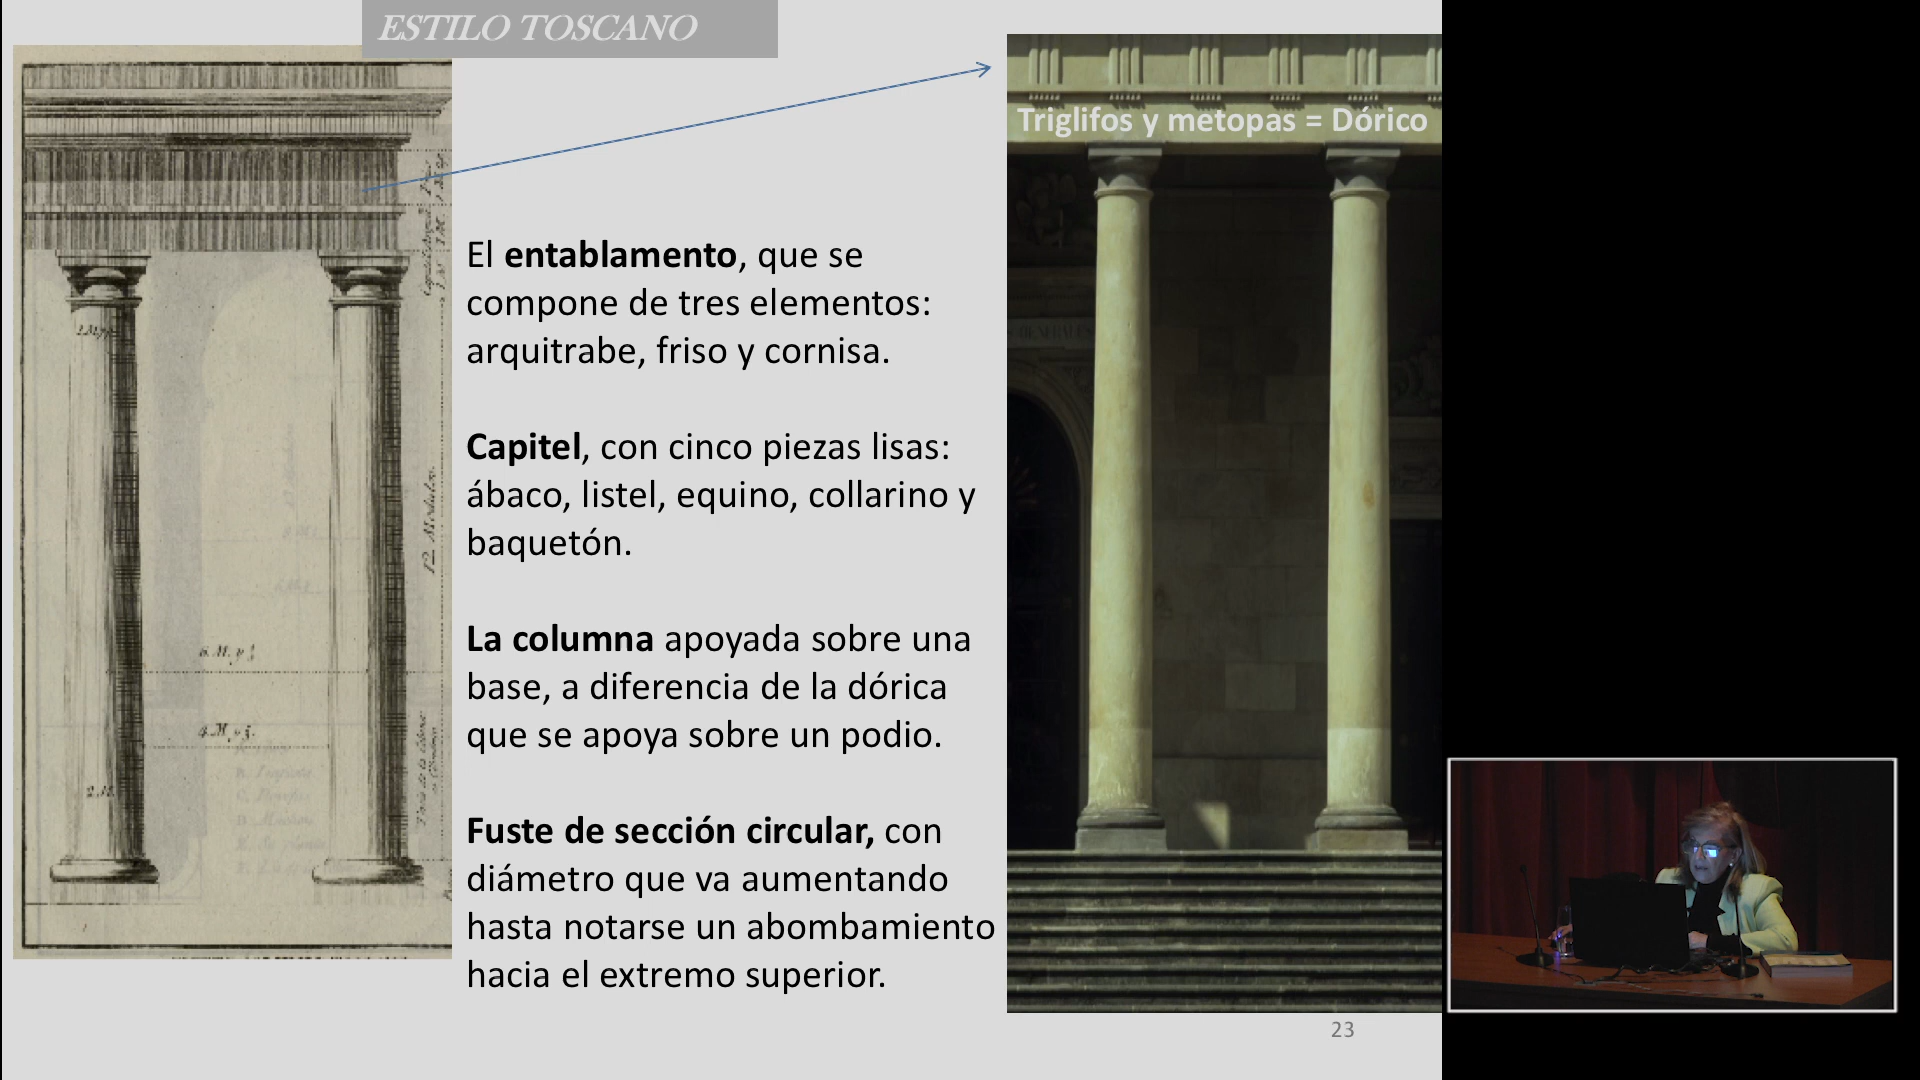 ESTILO TOSCANO
Triglifos y metopas = Dórico
El entablamento, que se
compone de tres elementos:
arquitrabe, friso y cornisa.
Capitel, con cinco piezas lisas:
ábaco, listel, equino, collarino y
baquetón.
La columna apoyada sobre una
base, a diferencia de la dórica
que se apoya sobre un podio.
Fuste de sección circular, con
diámetro que va aumentando
hasta notarse un abombamiento
hacia el extremo superior.
12 Modulos.
2.M.
23